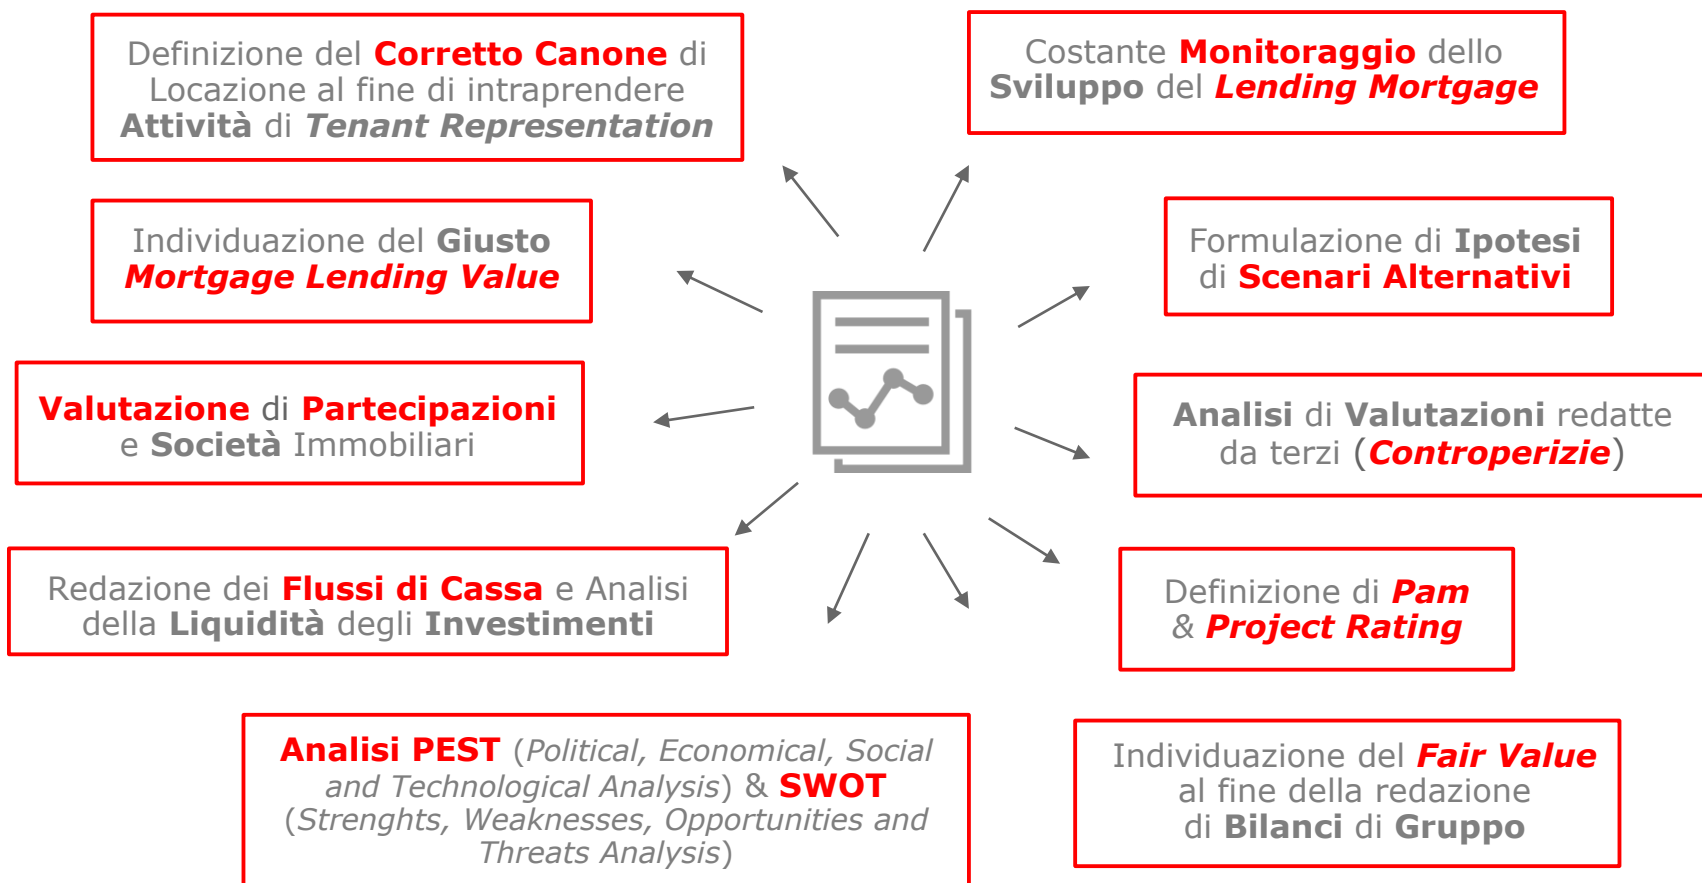 Definizione del Corretto Canone di
Locazione al fine di intraprendere
Attività di Tenant Representation
Costante Monitoraggio dello
Sviluppo del Lending Mortgage
Individuazione del Giusto
Mortgage Lending Value
Formulazione di Ipotesi
di Scenari Alternativi
Valutazione di Partecipazioni
e Società Immobiliari
Analisi di Valutazioni redatte
da terzi (Controperizie)
Redazione dei Flussi di Cassa e Analisi
della Liquidità degli Investimenti
Definizione di Pam
& Project Rating
Analisi PEST (Political, Economical, Social
and Technological Analysis) & SWOT
(Strenghts, Weaknesses, Opportunities and
Threats Analysis)
Individuazione del Fair Value
al fine della redazione
di Bilanci di Gruppo